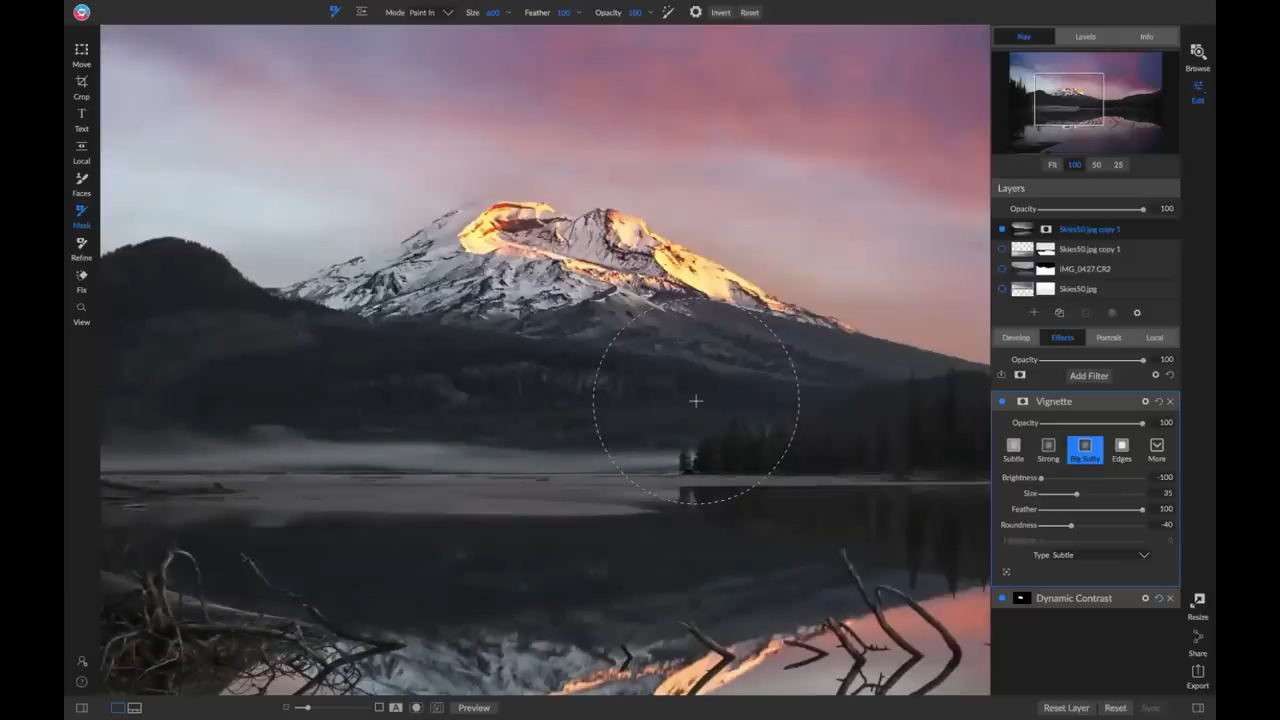 Mode Paint In Size 600 Feather 100 Opacity 100 Invert Reset
Move
Crop
Text
Local
Faces
Mask
Refine
Fix
View
Nav Levels Info
Fit 100 50 25
Layers
Opacity 100
Skies50.jpg copy 1
Skies50.jpg copy 1
IMG_0427.CR2
Skies50.jpg
Develop Effects Portrait Local
Opacity 100
Add Filter
Vignette
Opacity 100
Subtle Strong Big Softy Edges More
Brightness -100
Size 35
Feather 100
Roundness -40
0
Type Subtle
Dynamic Contrast
Browse
Edit
Resize
Share
Export
A Preview
Reset Layer Reset Sync